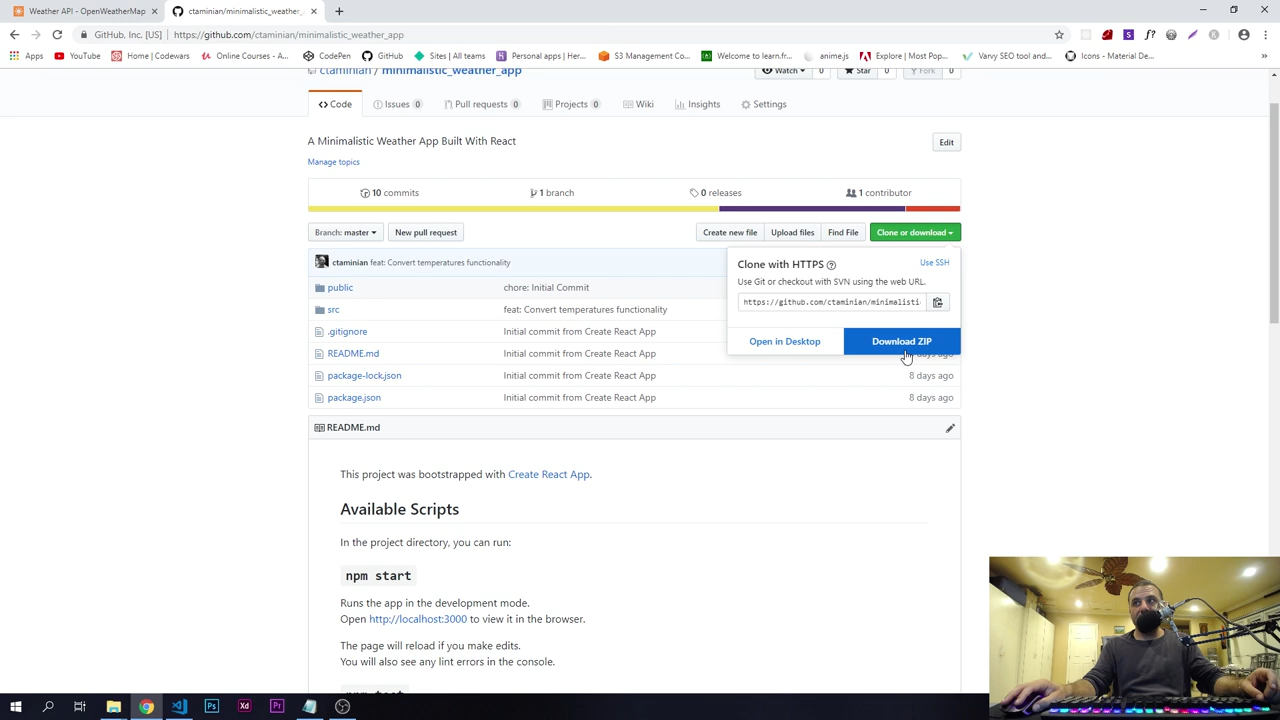 Weather API - OpenWeatherMap
ctaminian/minimalistic_weather_
GitHub, Inc. [US]
https://github.com/ctaminian/minimalistic_weather_app
Apps
YouTube
Home | Codewars
Online Courses - A...
CodePen
GitHub
Sites | All teams
Personal apps | Her...
S3 Management Co...
Welcome to learn.fr...
anime.js
Explore | Most Pop...
Varvy SEO tool and...
Icons - Material De...
»
ctaminian / minimalistic_weather_app
Watch 0
Star 0
Fork 0
Code
Issues 0
Pull requests 0
Projects 0
Wiki
Insights
Settings
A Minimalistic Weather App Built With React
Edit
Manage topics
10 commits
1 branch
0 releases
1 contributor
Branch: master
New pull request
Create new file
Upload files
Find File
Clone or download
ctaminian feat: Convert temperatures functionality
Clone with HTTPS
Use SSH
Use Git or checkout with SVN using the web URL.
https://github.com/ctaminian/minimalisti
Open in Desktop
Download ZIP
public
chore: Initial Commit
src
feat: Convert temperatures functionality
.gitignore
Initial commit from Create React App
README.md
Initial commit from Create React App
days ago
package-lock.json
Initial commit from Create React App
8 days ago
package.json
Initial commit from Create React App
8 days ago
README.md
This project was bootstrapped with Create React App.
Available Scripts
In the project directory, you can run:
npm start
Runs the app in the development mode.
Open http://localhost:3000 to view it in the browser.
The page will reload if you make edits.
You will also see any lint errors in the console.
npm test